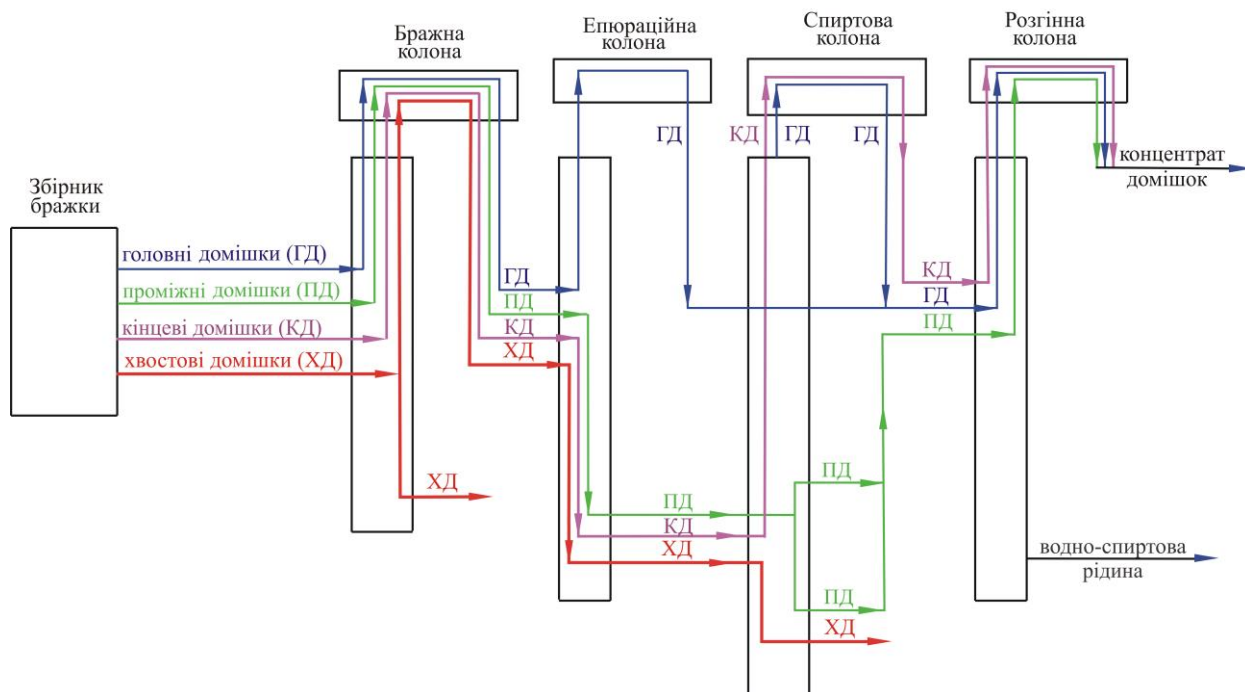 Бражна
колона
Епюраційна
колона
Спиртова
колона
Розгінна
колона
Збірник
бражки
головні домішки (ГД)
проміжні домішки (ПД)
кінцеві домішки (КД)
хвостові домішки (ХД)
ГД
ПД
КД
ХД
ХД
ГД
КД
ГД
ГД
КД
ГД
ПД
концентрат
домішок
ПД
КД
ХД
ПД
ПД
ХД
водно-спиртова
рідина